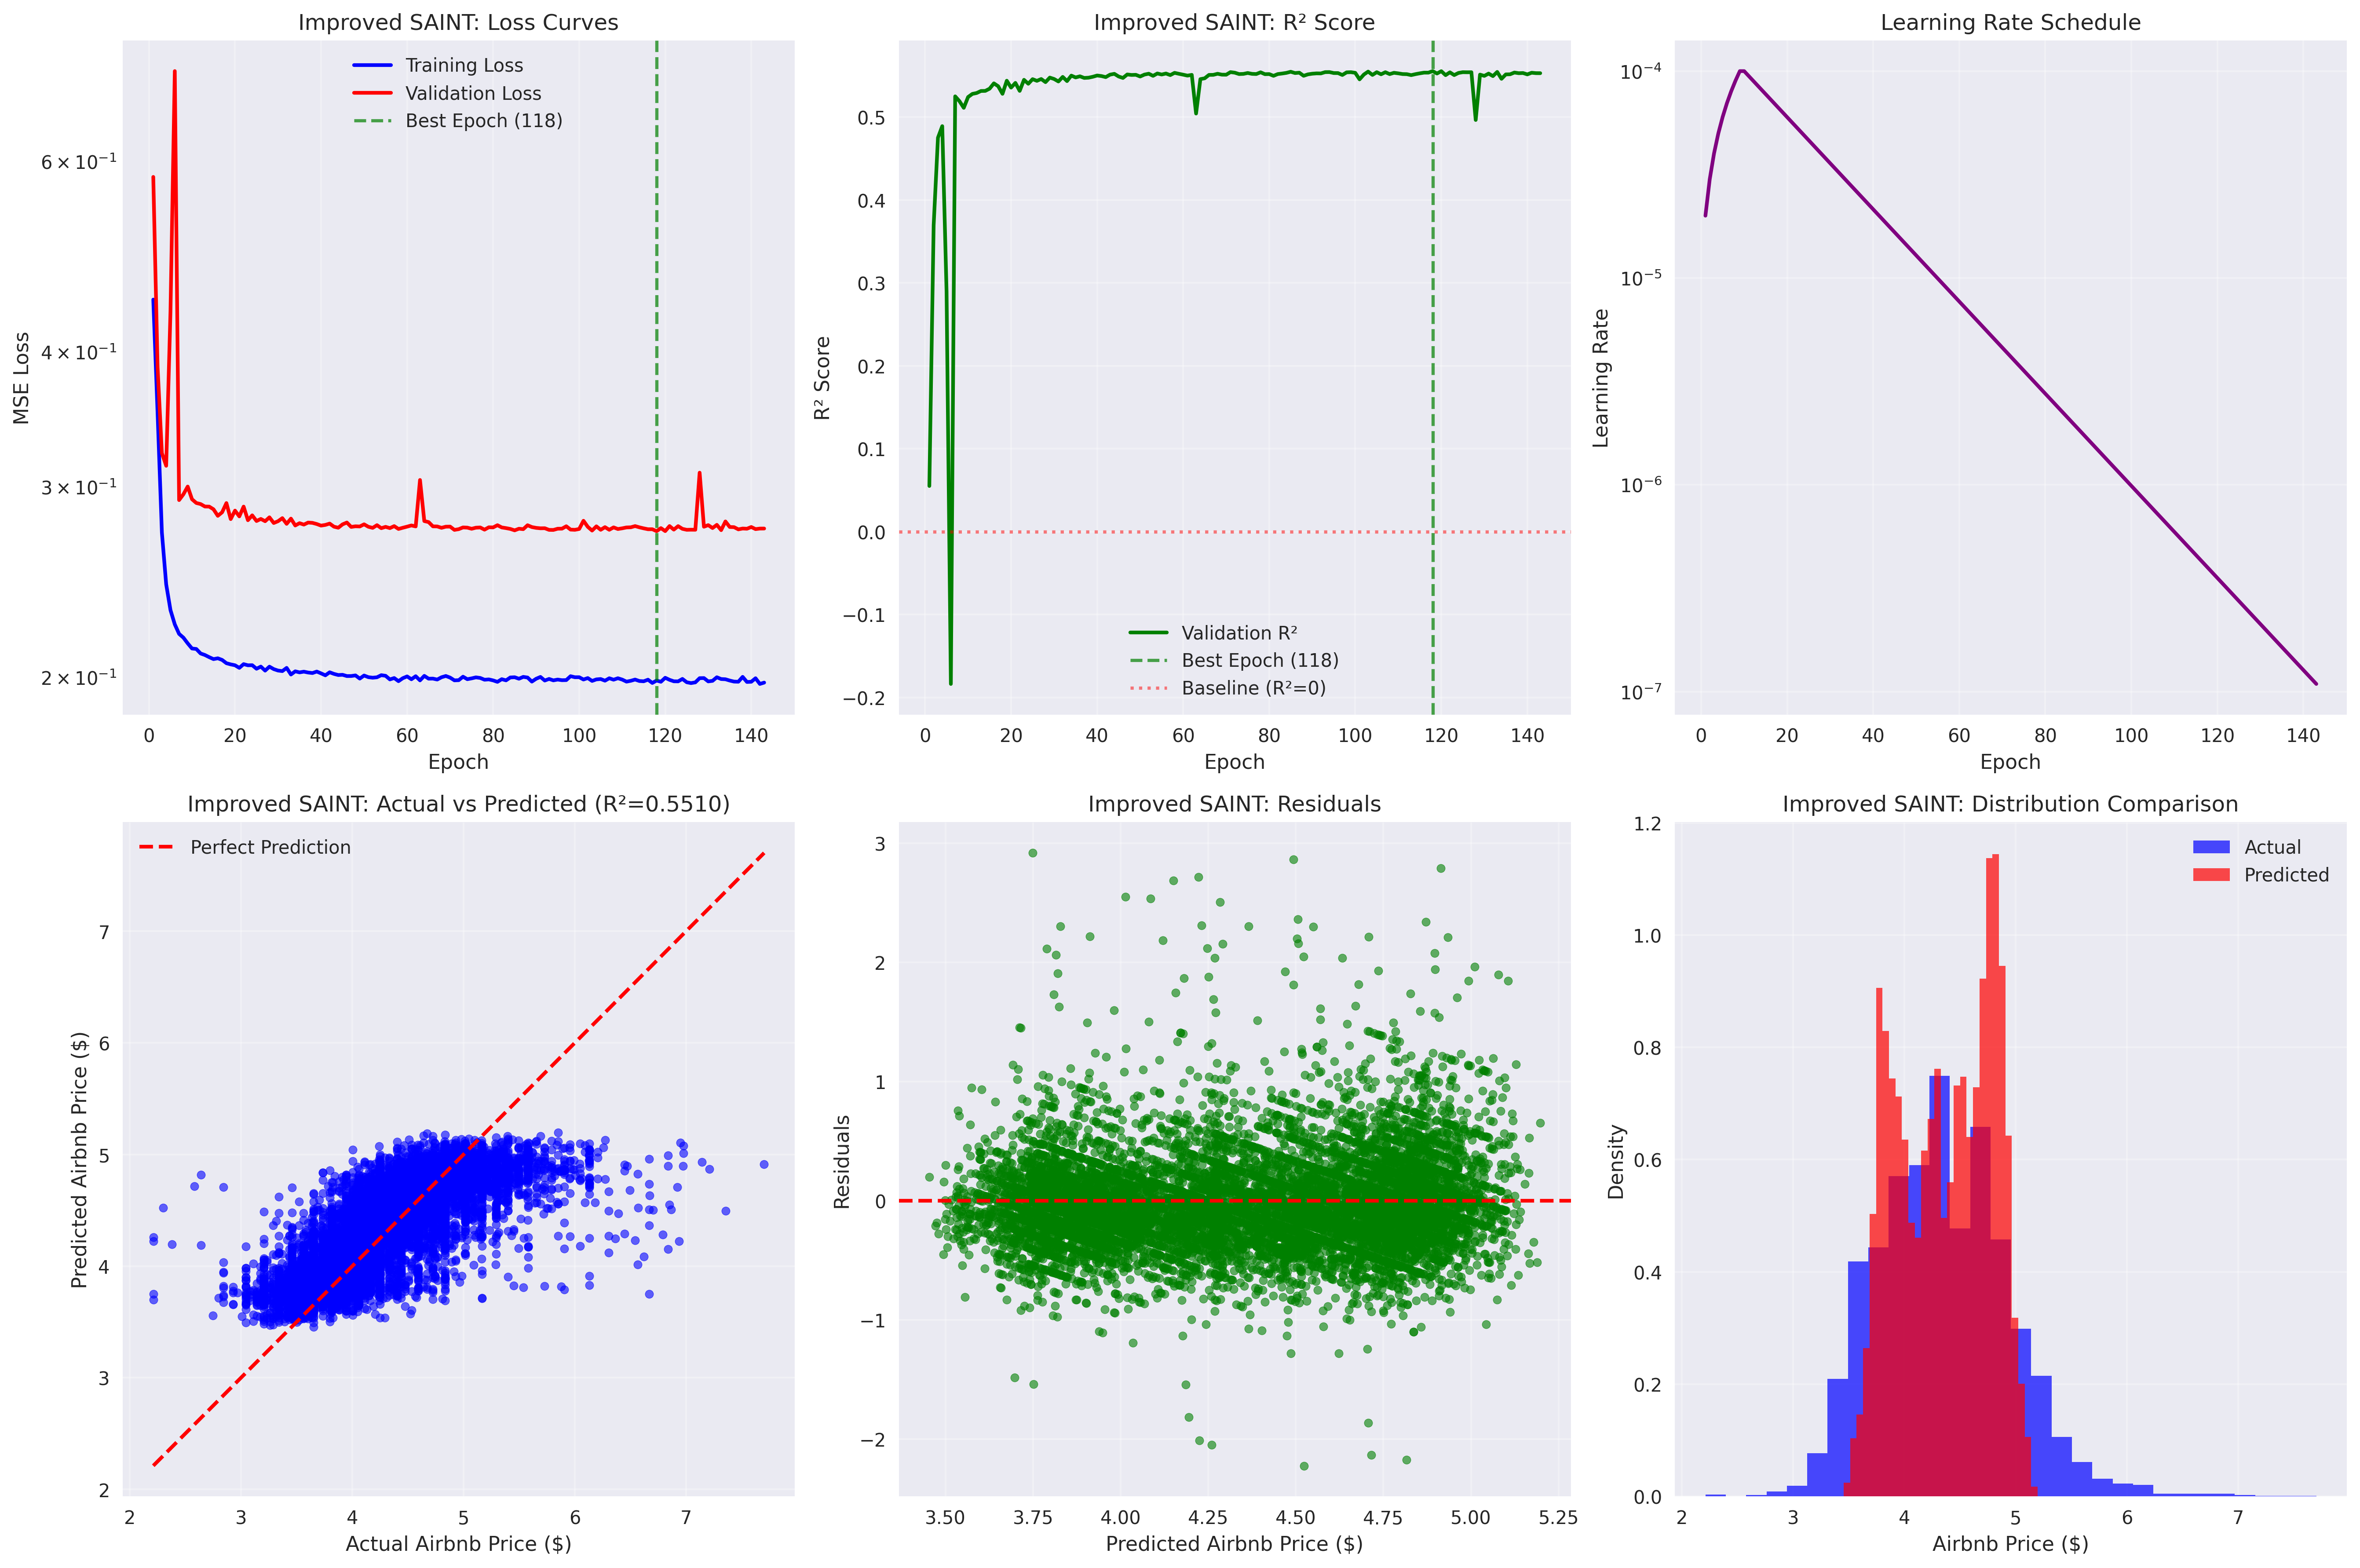 Improved SAINT: Loss Curves
Training Loss
Validation Loss
Best Epoch (118)
MSE Loss
6 × 10⁻¹
4 × 10⁻¹
3 × 10⁻¹
2 × 10⁻¹
0 20 40 60 80 100 120 140
Epoch
Improved SAINT: R² Score
R² Score
0.5
0.4
0.3
0.2
0.1
0.0
−0.1
−0.2
Validation R²
Best Epoch (118)
Baseline (R²=0)
0 20 40 60 80 100 120 140
Epoch
Learning Rate Schedule
Learning Rate
10⁻⁴
10⁻⁵
10⁻⁶
10⁻⁷
0 20 40 60 80 100 120 140
Epoch
Improved SAINT: Actual vs Predicted (R²=0.5510)
Perfect Prediction
Predicted Airbnb Price ($)
7
6
5
4
3
2
2 3 4 5 6 7
Actual Airbnb Price ($)
Improved SAINT: Residuals
Residuals
3
2
1
0
−1
−2
3.50 3.75 4.00 4.25 4.50 4.75 5.00 5.25
Predicted Airbnb Price ($)
Improved SAINT: Distribution Comparison
Actual
Predicted
Density
1.2
1.0
0.8
0.6
0.4
0.2
0.0
2 3 4 5 6 7
Airbnb Price ($)